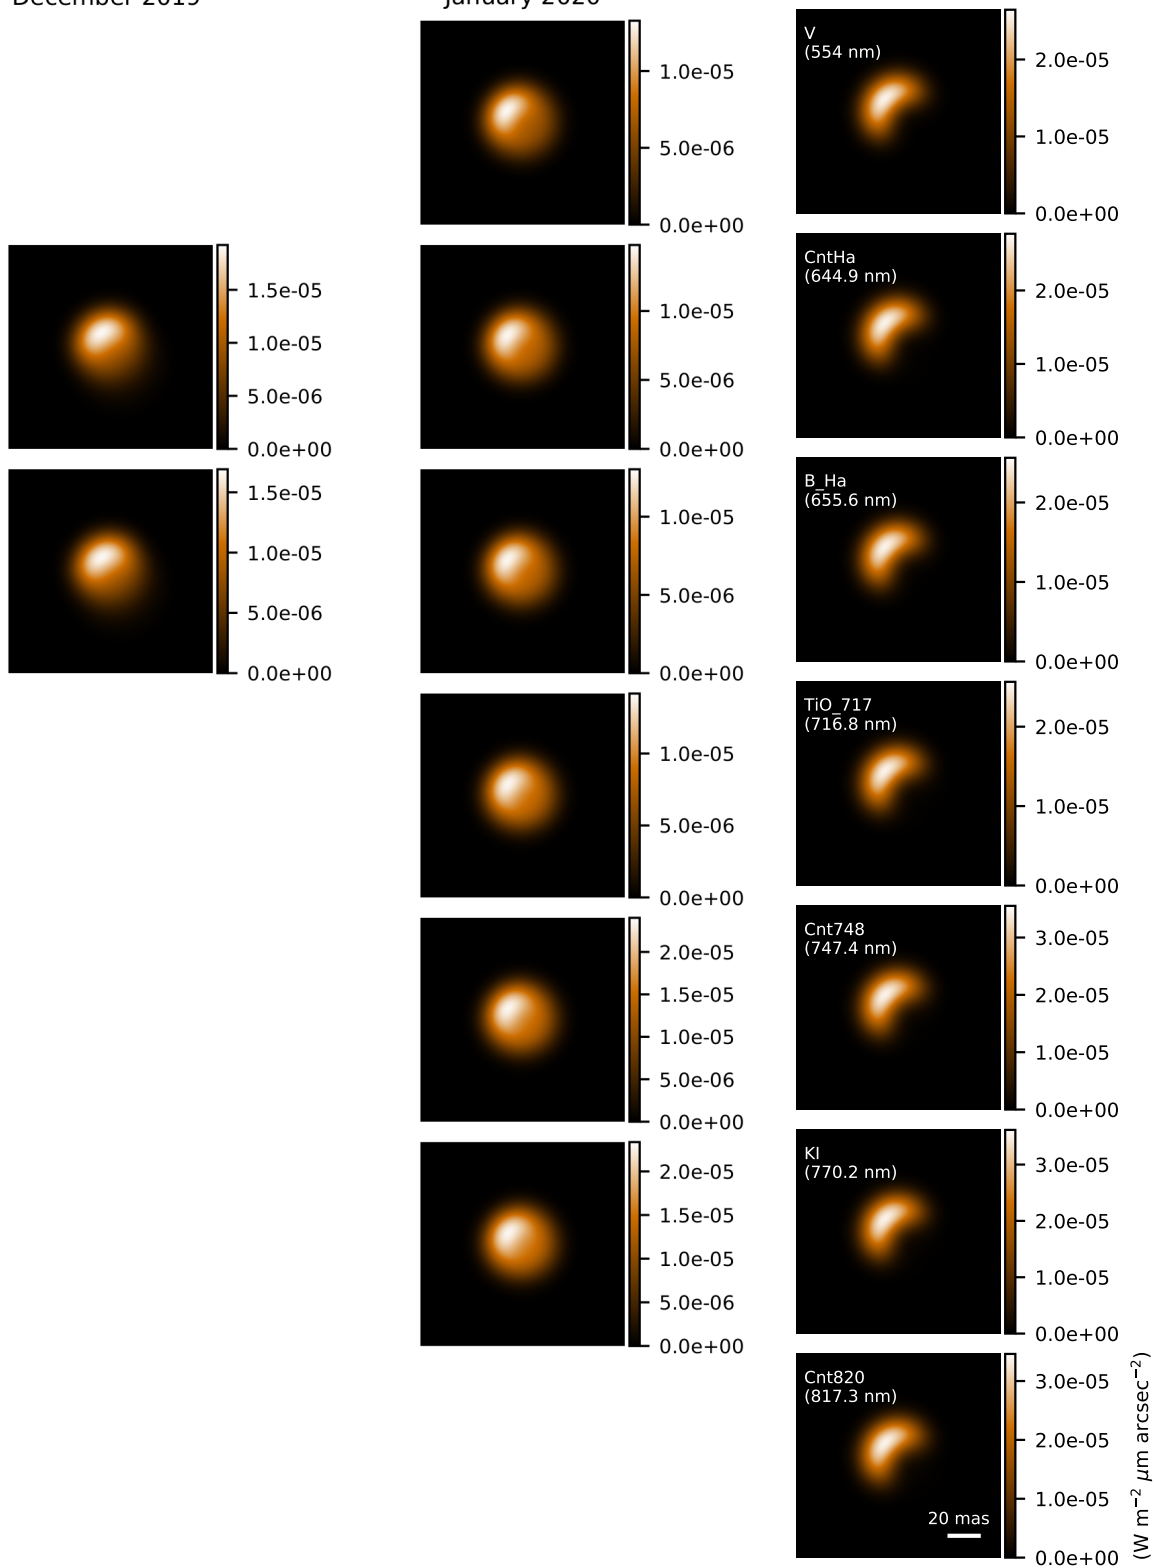 December 2019
January 2020
V
(554 nm)
2.0e-05
1.0e-05
0.0e+00
1.0e-05
5.0e-06
0.0e+00
CntHa
(644.9 nm)
2.0e-05
1.0e-05
0.0e+00
1.5e-05
1.0e-05
5.0e-06
0.0e+00
1.0e-05
5.0e-06
0.0e+00
B_Ha
(655.6 nm)
2.0e-05
1.0e-05
0.0e+00
1.5e-05
1.0e-05
5.0e-06
0.0e+00
1.0e-05
5.0e-06
0.0e+00
TiO_717
(716.8 nm)
2.0e-05
1.0e-05
0.0e+00
1.0e-05
5.0e-06
0.0e+00
Cnt748
(747.4 nm)
3.0e-05
2.0e-05
1.0e-05
0.0e+00
2.0e-05
1.5e-05
1.0e-05
5.0e-06
0.0e+00
KI
(770.2 nm)
3.0e-05
2.0e-05
1.0e-05
0.0e+00
2.0e-05
1.5e-05
1.0e-05
5.0e-06
0.0e+00
Cnt820
(817.3 nm)
3.0e-05
2.0e-05
1.0e-05
0.0e+00
20 mas
(W m⁻² μm arcsec⁻²)